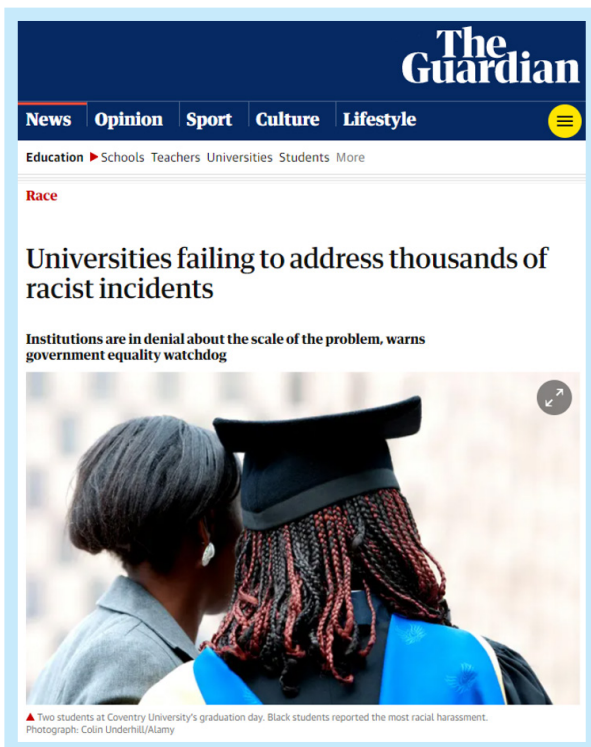 The
Guardian
News Opinion Sport Culture Lifestyle
Education Schools Teachers Universities Students More
Race
Universities failing to address thousands of
racist incidents
Institutions are in denial about the scale of the problem, warns
government equality watchdog
Two students at Coventry University's graduation day. Black students reported the most racial harassment.
Photograph: Colin Underhill/Alamy